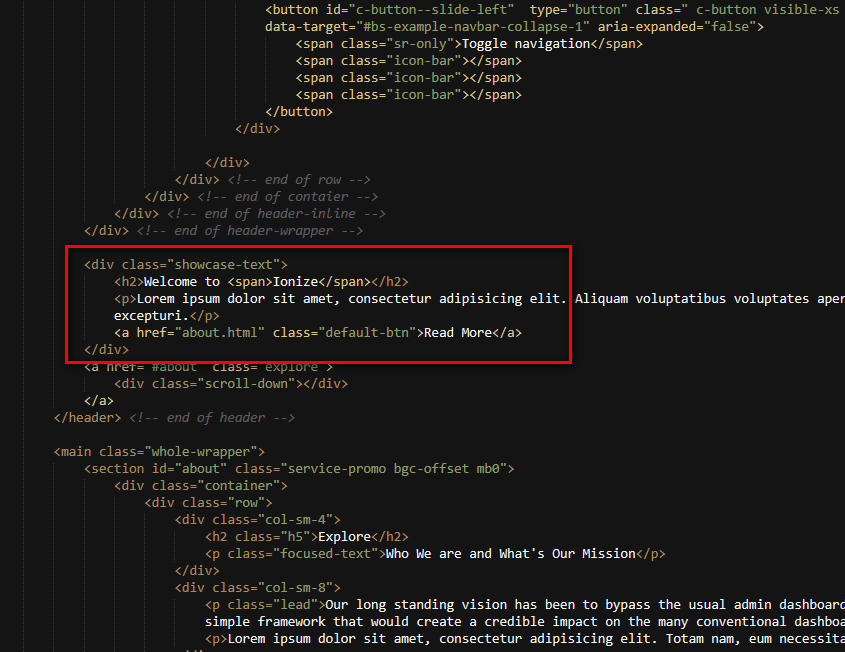 <button id="c-button--slide-left"  type="button" class=" c-button visible-xs
data-target="#bs-example-navbar-collapse-1" aria-expanded="false">
<span class="sr-only">Toggle navigation</span>
<span class="icon-bar"></span>
<span class="icon-bar"></span>
<span class="icon-bar"></span>
</button>
</div>
</div>
</div> <!-- end of row -->
</div> <!-- end of contaier -->
</div> <!-- end of header-inline -->
</div> <!-- end of header-wrapper -->
<div class="showcase-text">
<h2>Welcome to <span>Ionize</span></h2>
<p>Lorem ipsum dolor sit amet, consectetur adipisicing elit. Aliquam voluptatibus voluptates aper
excepturi.</p>
<a href="about.html" class="default-btn">Read More</a>
</div>
<a href="#about" class="explore">
<div class="scroll-down"></div>
</a>
</header> <!-- end of header -->
<main class="whole-wrapper">
<section id="about" class="service-promo bgc-offset mb0">
<div class="container">
<div class="row">
<div class="col-sm-4">
<h2 class="h5">Explore</h2>
<p class="focused-text">Who We are and What's Our Mission</p>
</div>
<div class="col-sm-8">
<p class="lead">Our long standing vision has been to bypass the usual admin dashboard
simple framework that would create a credible impact on the many conventional dashboa
<p>Lorem ipsum dolor sit amet, consectetur adipisicing elit. Totam nam, eum necessita